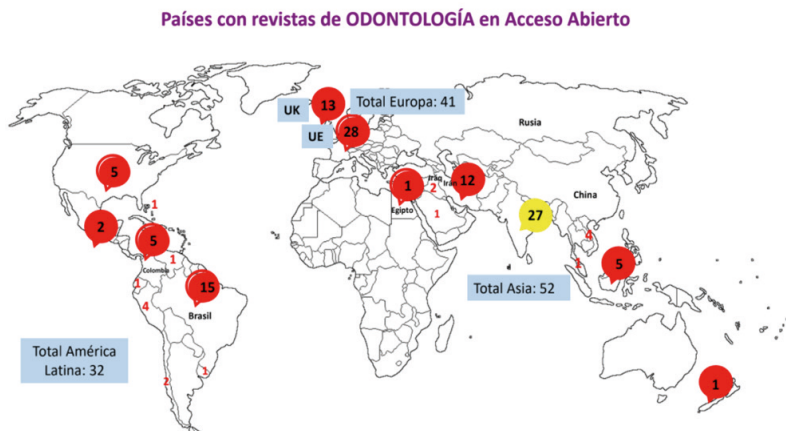 Países con revistas de ODONTOLOGÍA en Acceso Abierto
13
Total Europa: 41
UK
UE
28
Rusia
5
1
1
Iraq
2
Irán
12
Egipto
China
2
27
5
1
4
1
Colombia
1
1
5
15
4
Brasil
Total Asia: 52
Total América
Latina: 32
2
1
1